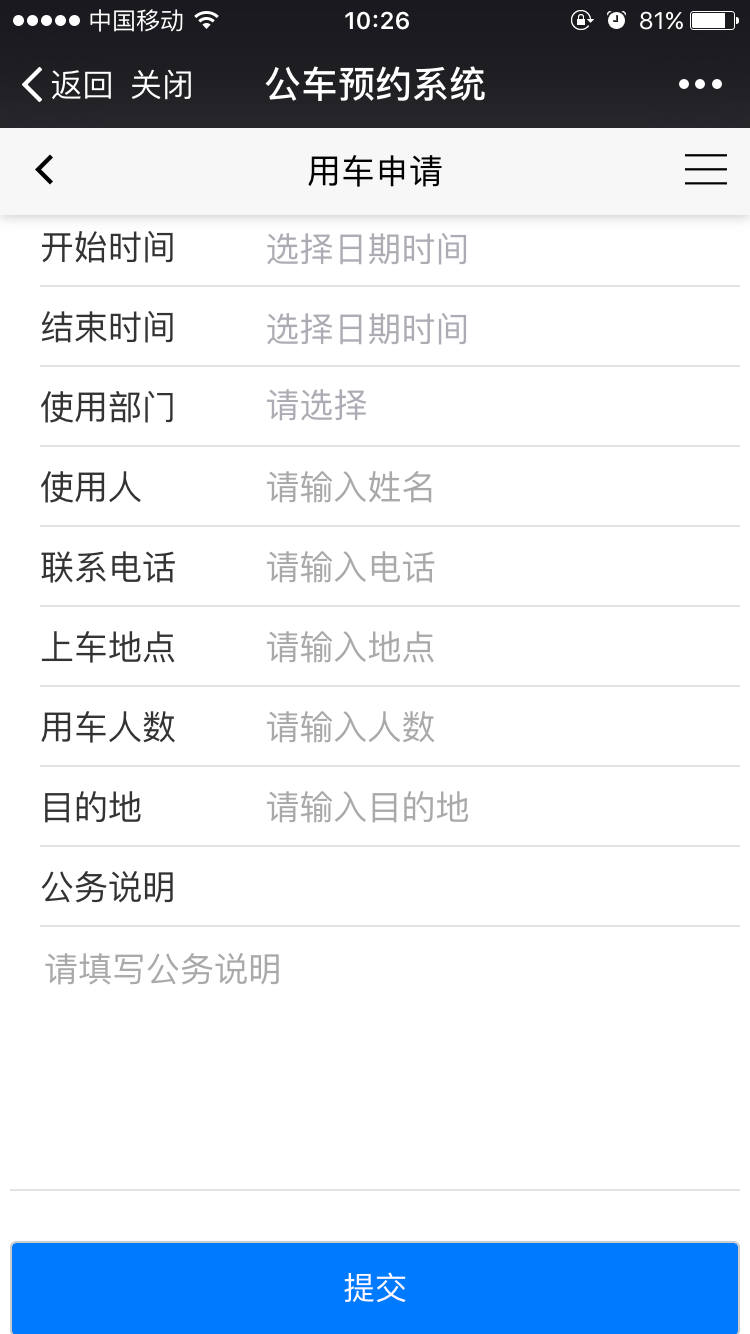 中国移动 10:26 81%
返回 关闭 公车预约系统
用车申请
开始时间 选择日期时间
结束时间 选择日期时间
使用部门 请选择
使用人 请输入姓名
联系电话 请输入电话
上车地点 请输入地点
用车人数 请输入人数
目的地 请输入目的地
公务说明
请填写公务说明
提交